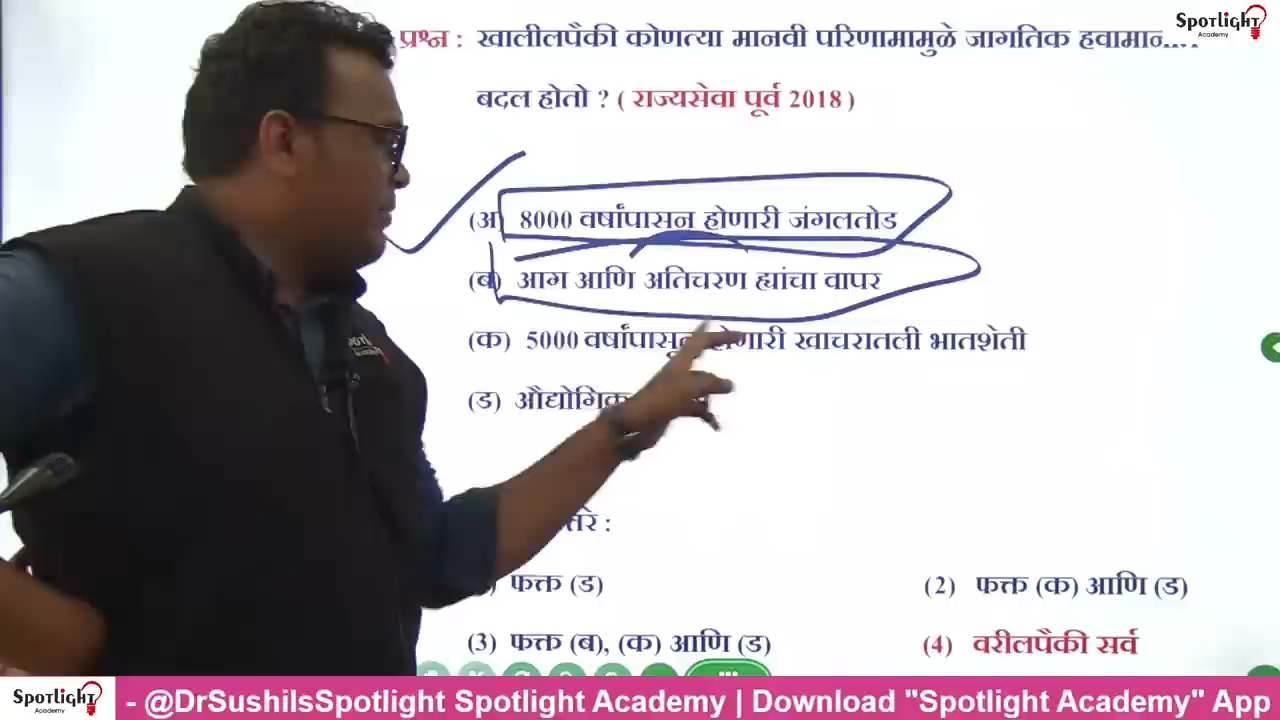 Spotlight
Academy
प्रश्न : खालीलपैकी कोणत्या मानवी परिणामामुळे जागतिक
बदल होतो ? ( राज्यसेवा पूर्व 2018 )
(अ) 8000 वर्षांपासन होणारी जंगलतोड
(ब) आग आणि अतिचरण ह्यांचा वापर
(क) 5000 वर्षांपासून होणारी खाचरातली भातशेती
(ड)
फक्त (ड)
(2) फक्त (क) आणि (ड)
(3) फक्त (ब), (क) आणि (ड)
(4) वरीलपैकी सर्व
Spotlight
Academy
- @DrSushilsSpotlight Spotlight Academy | Download "Spotlight Academy" App